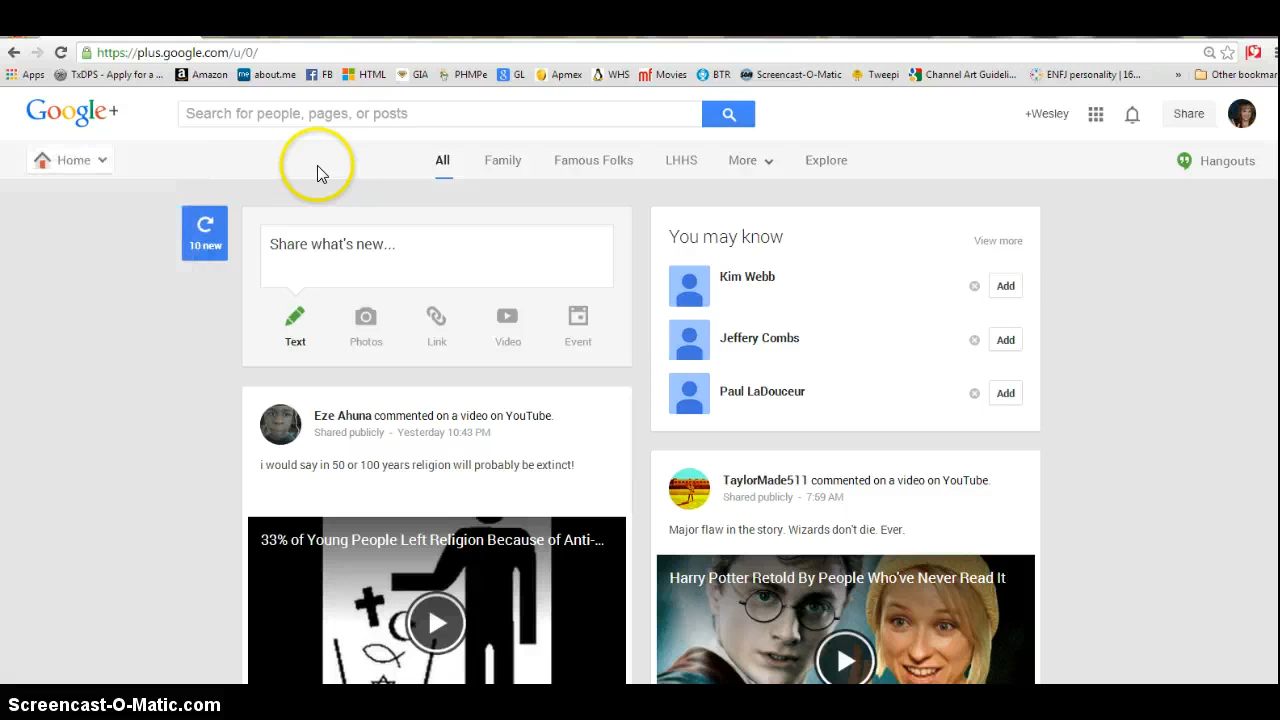 https://plus.google.com/u/0/
Apps TxDPS - Apply for a ... Amazon about.me FB HTML GIA PHMPe GL Apmex WHS Movies BTR Screencast-O-Matic Tweepi Channel Art Guideli... ENFJ personality | 16... » Other bookmar
Google+ Search for people, pages, or posts +Wesley Share
Home All Family Famous Folks LHHS More Explore Hangouts
10 new
Share what's new...
Text Photos Link Video Event
You may know View more
Kim Webb Add
Jeffery Combs Add
Paul LaDouceur Add
Eze Ahuna commented on a video on YouTube.
Shared publicly - Yesterday 10:43 PM
i would say in 50 or 100 years religion will probably be extinct!
33% of Young People Left Religion Because of Anti-...
TaylorMade511 commented on a video on YouTube.
Shared publicly - 7:59 AM
Major flaw in the story. Wizards don't die. Ever.
Harry Potter Retold By People Who've Never Read It
Screencast-O-Matic.com